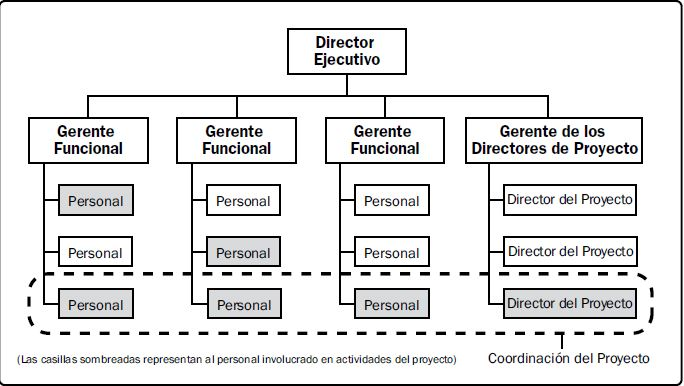 Director
Ejecutivo
Gerente
Funcional
Gerente
Funcional
Gerente
Funcional
Gerente de los
Directores de Proyecto
Personal
Personal
Personal
Director del Proyecto
Personal
Personal
Personal
Director del Proyecto
Personal
Personal
Personal
Director del Proyecto
(Las casillas sombreadas representan al personal involucrado en actividades del proyecto)
Coordinación del Proyecto